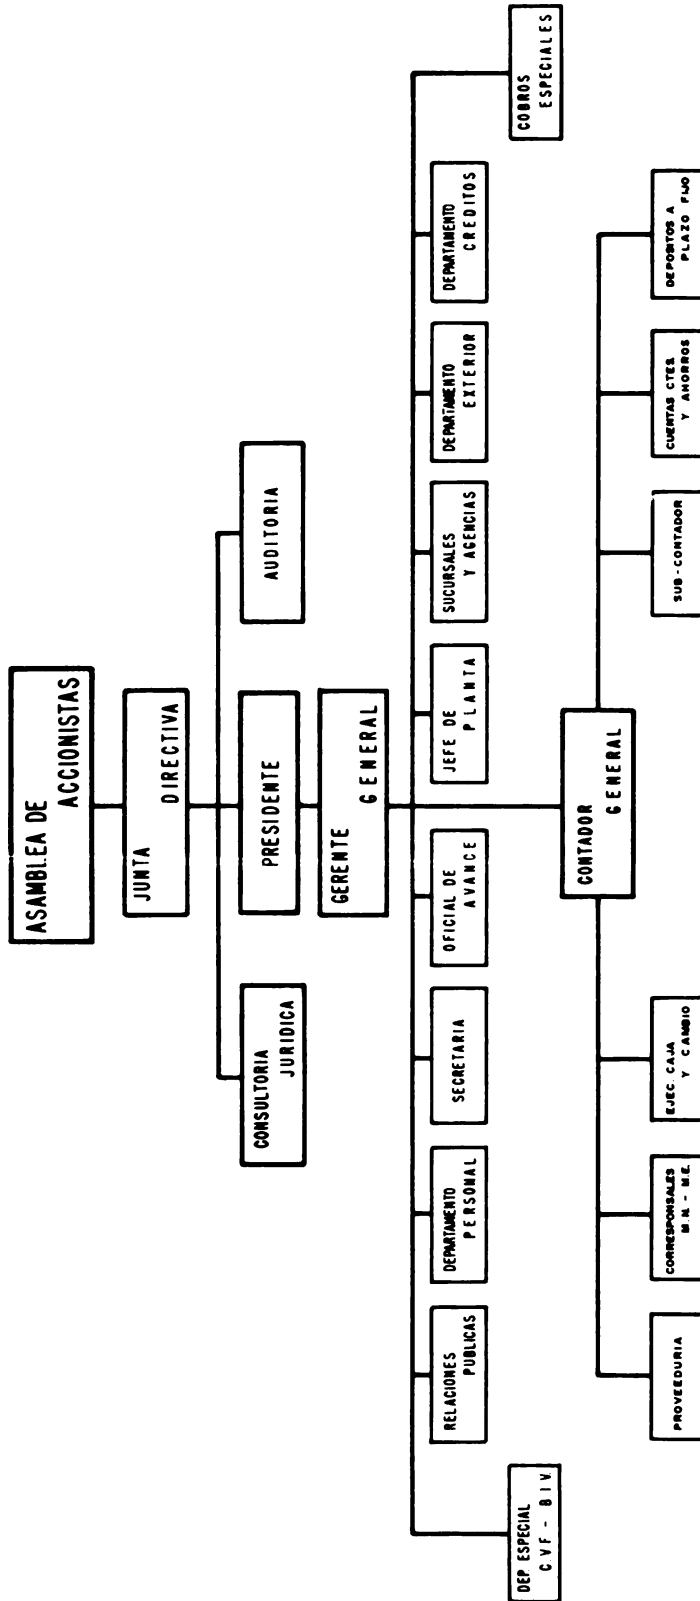 ASAMBLEA DE
ACCIONISTAS
JUNTA
DIRECTIVA
CONSULTORIA
JURIDICA
PRESIDENTE
AUDITORIA
GERENTE
GENERAL
DEP. ESPECIAL
C.V.F - B I V.
RELACIONES
PUBLICAS
DEPARTAMENTO
PERSONAL
SECRETARIA
OFICIAL DE
AVANCE
JEFE DE
PLANTA
SUCURSALES
Y AGENCIAS
DEPARTAMENTO
EXTERIOR
DEPARTAMENTO
CREDITOS
COBROS
ESPECIALES
CONTADOR
GENERAL
PROVEEDURIA
CORRESPONSALES
M.N. - M.E.
EJEC. CAJA
Y CAMBIO
SUB-CONTADOR
CUENTAS CTES.
Y AHORROS
DEPOSITOS A
PLAZO FIJO